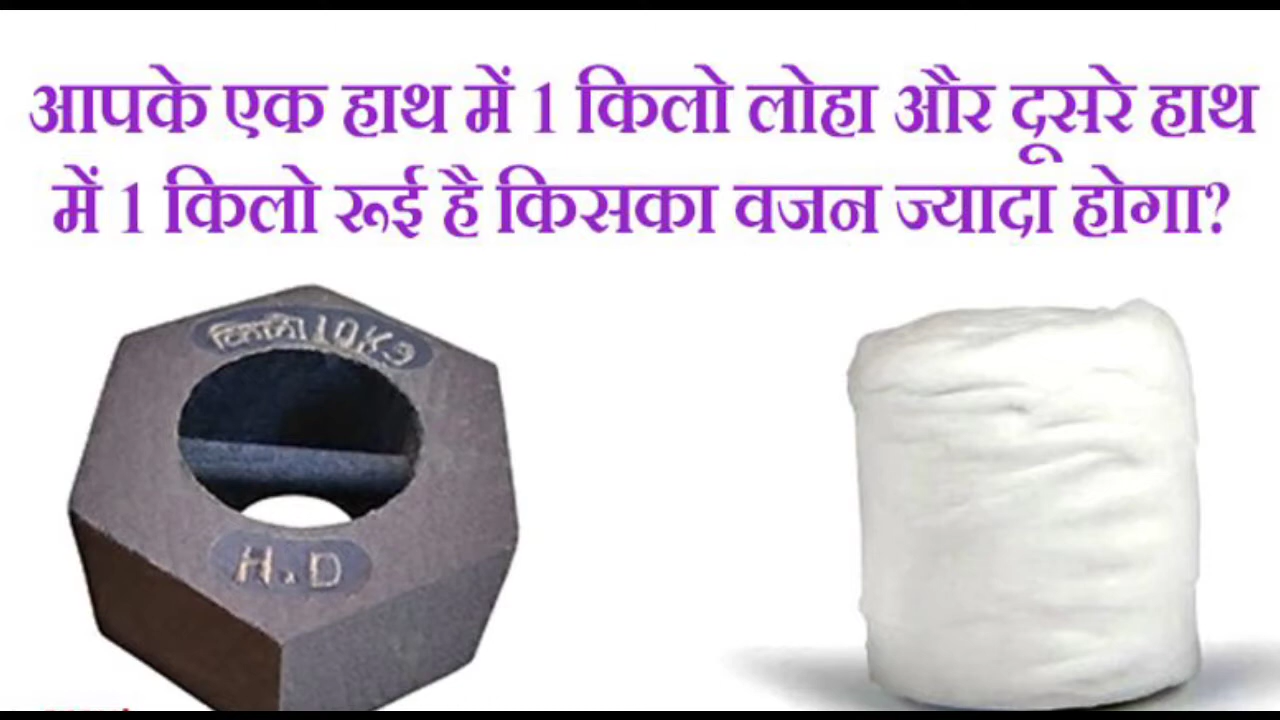 आपके एक हाथ में 1 किलो लोहा और दूसरे हाथ
में 1 किलो रूई है किसका वजन ज्यादा होगा?
किलो 10KG
H.D